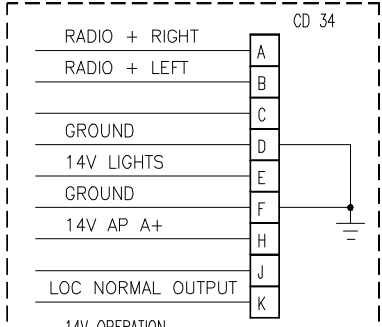 CD 34
RADIO + RIGHT
A
RADIO + LEFT
B
C
GROUND
D
14V LIGHTS
E
GROUND
F
14V AP A+
H
J
LOC NORMAL OUTPUT
K
14V OPERATION